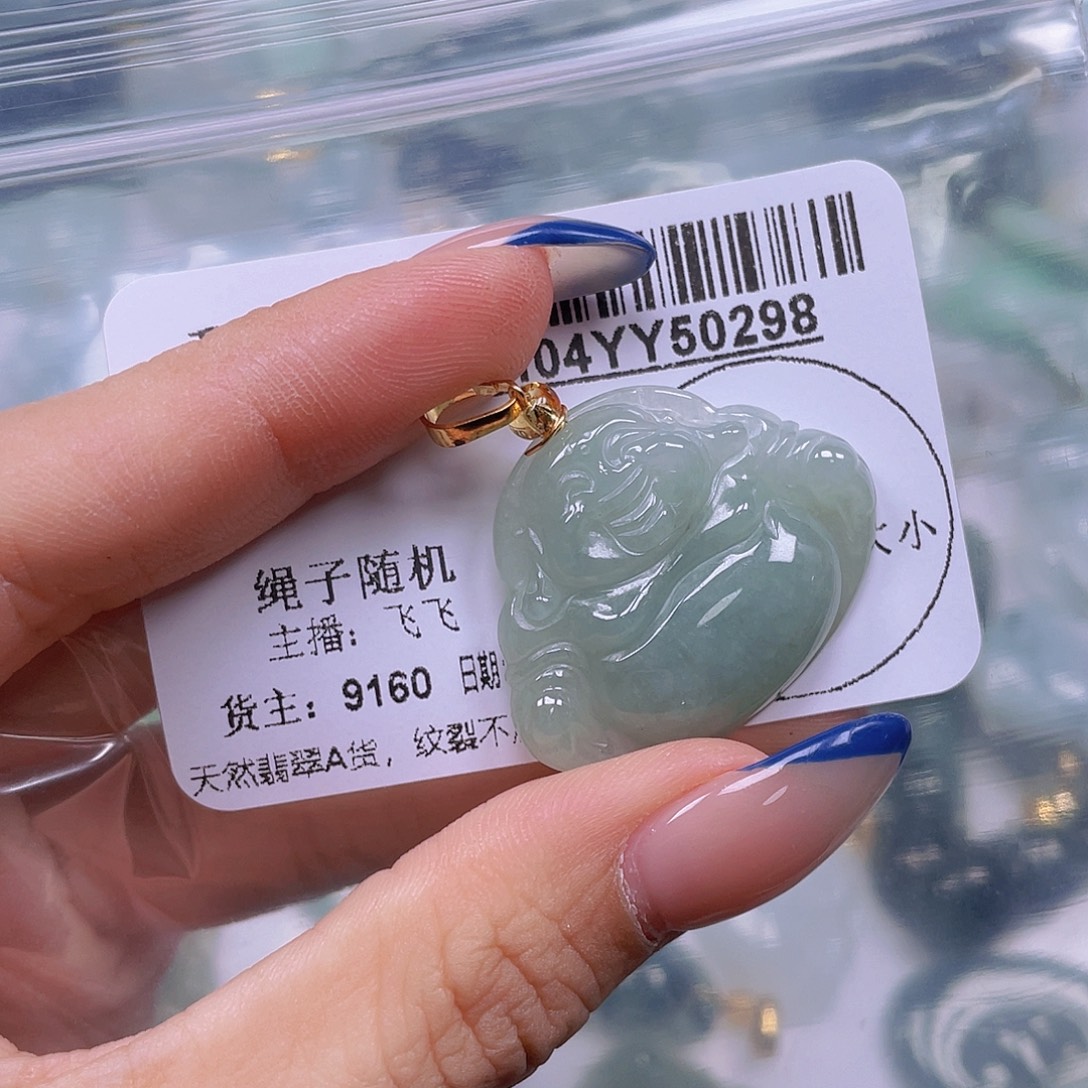 04YY50298
大小
绳子随机
主播： 飞飞
货主： 9160 日期
天然翡翠A货，纹裂不